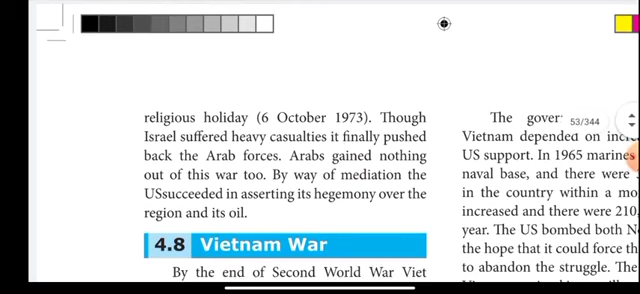 religious holiday (6 October 1973). Though
Israel suffered heavy casualties it finally pushed
back the Arab forces. Arabs gained nothing
out of this war too. By way of mediation the
USsucceeded in asserting its hegemony over the
region and its oil.
4.8 Vietnam War
By the end of Second World War Viet
The gover
53/344
Vietnam depended on incre
US support. In 1965 marines
naval base, and there were
in the country within a mo
increased and there were 210,
year. The US bombed both N
the hope that it could force th
to abandon the struggle. The